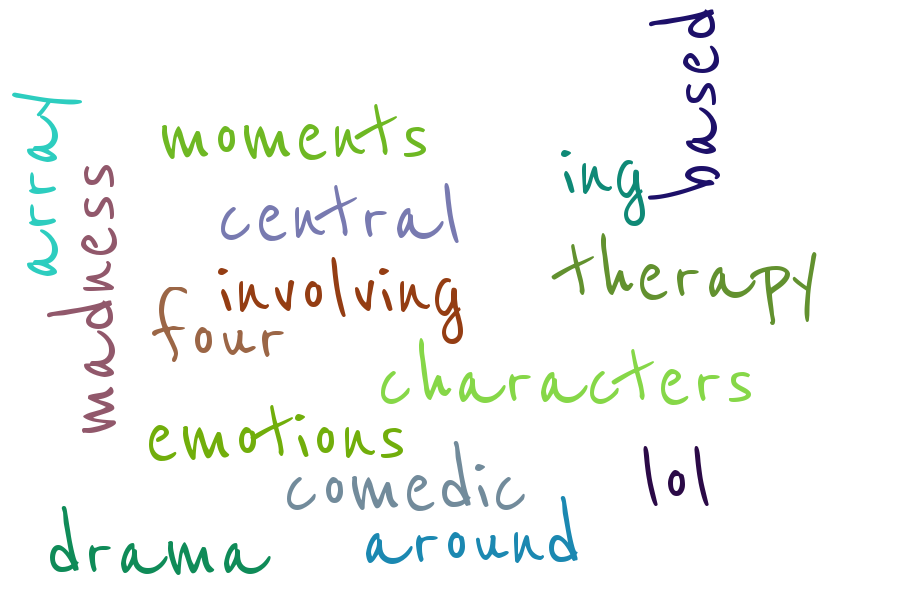 based
array
moments
ing
madness
central
therapy
involving
four
characters
emotions
comedic
lol
drama
around